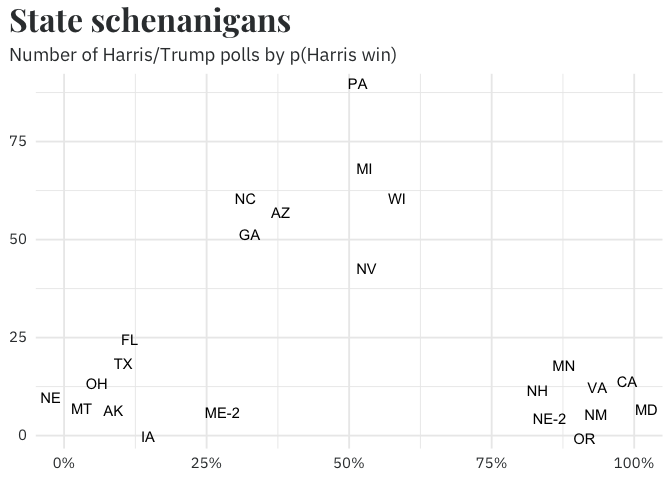 State schenanigans
Number of Harris/Trump polls by p(Harris win)
PA
75
MI
NC
WI
AZ
GA
50
NV
25
FL
TX
MN
OH
CA
NH
VA
NE
MT
AK
ME-2
NE-2
NM
MD
0
IA
OR
0%
25%
50%
75%
100%